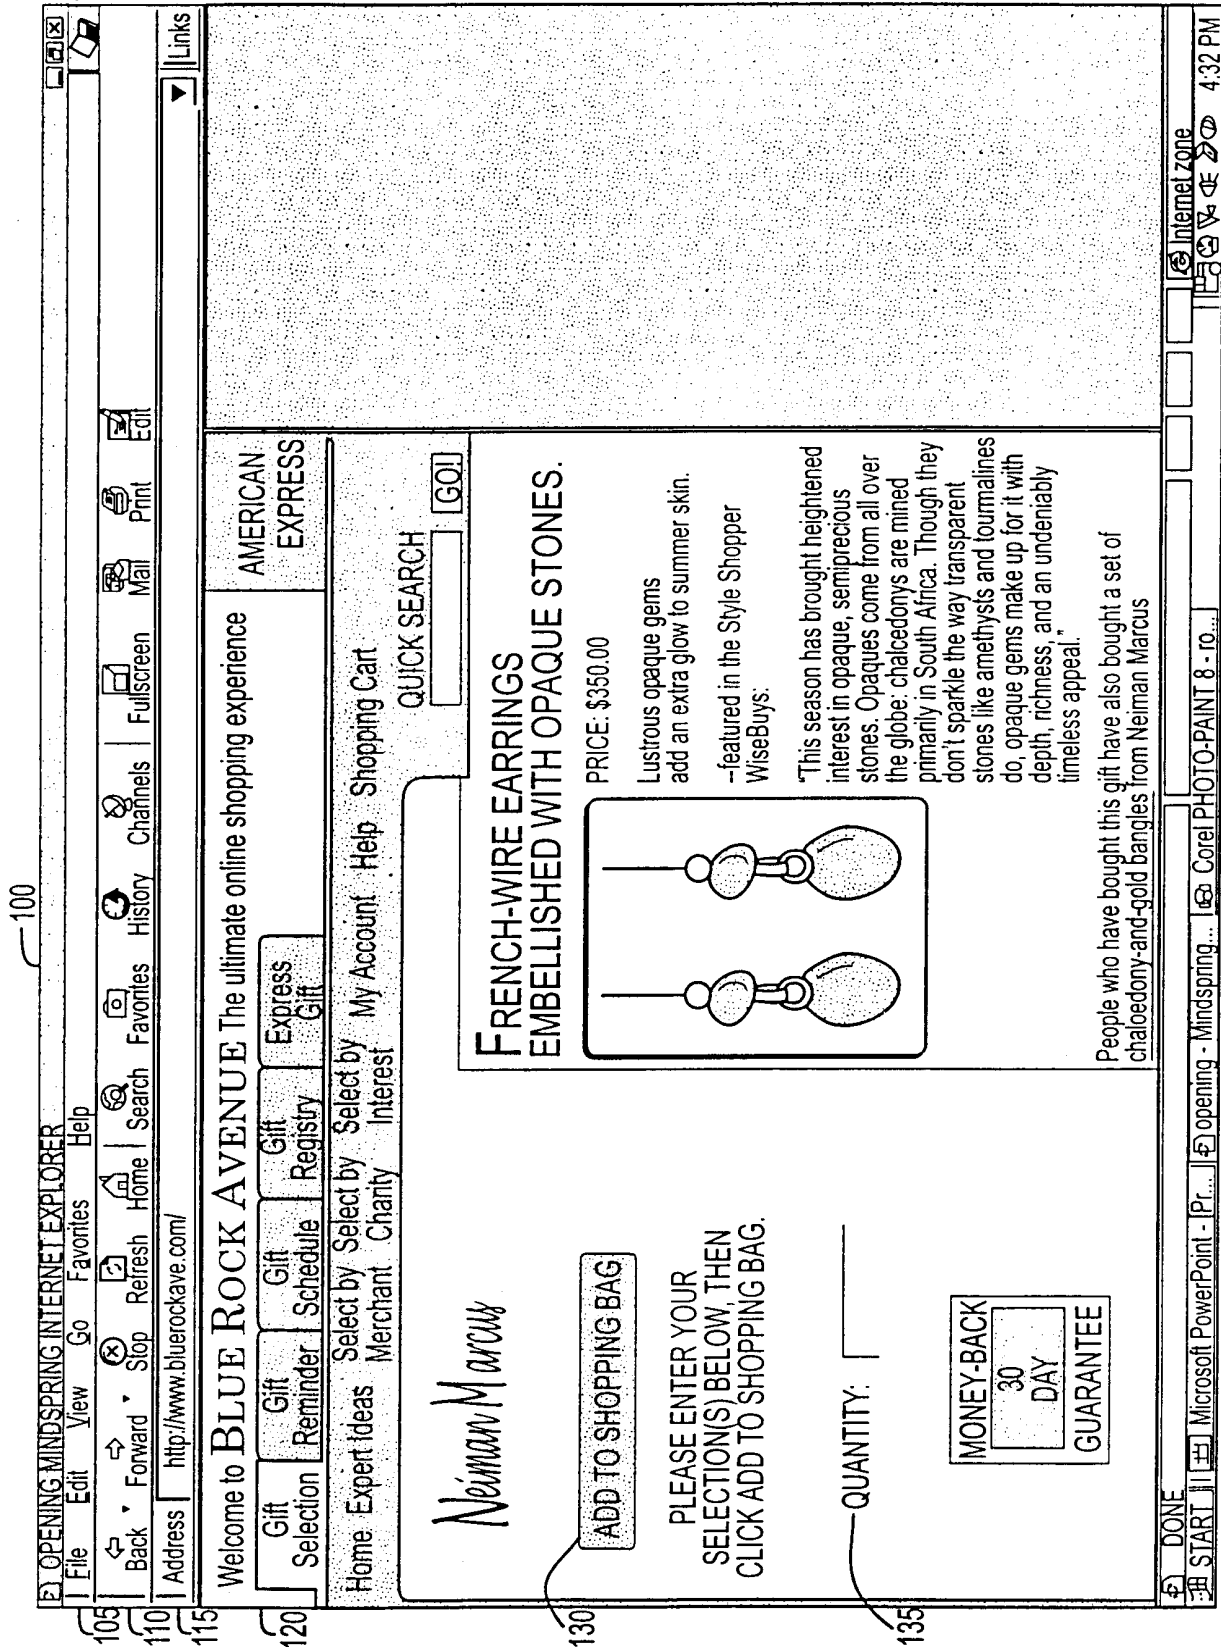 100
OPENING MINDSPRING INTERNET EXPLORER
105
File Edit View Go Favorites Help
110
Back Forward Stop Refresh Home Search Favorites History Channels Fullscreen Mail Print Edit
115
Address http://www.bluerockave.com/ Links
Welcome to BLUE ROCK AVENUE The ultimate online shopping experience
AMERICAN
EXPRESS
120
Gift
Selection
Gift
Reminder
Gift
Schedule
Gift
Registry
Express
Gift
Home Expert Ideas
Select by
Merchant
Select by
Charity
Select by
Interest
My Account Help Shopping Cart
QUICK SEARCH
GO!
Neiman Marcus
130
ADD TO SHOPPING BAG
PLEASE ENTER YOUR
SELECTION(S) BELOW, THEN
CLICK ADD TO SHOPPING BAG.
135
QUANTITY:
MONEY-BACK
30
DAY
GUARANTEE
FRENCH-WIRE EARRINGS
EMBELLISHED WITH OPAQUE STONES.
PRICE: $350.00
Lustrous opaque gems
add an extra glow to summer skin.
--featured in the Style Shopper
WiseBuys:
"This season has brought heightened
interest in opaque, semiprecious
stones. Opaques come from all over
the globe: chalcedonys are mined
primarily in South Africa. Though they
don't sparkle the way transparent
stones like amethysts and tourmalines
do, opaque gems make up for it with
depth, richness, and an undeniably
timeless appeal."
People who have bought this gift have also bought a set of
chaloedony-and-gold bangles from Neiman Marcus
DONE
Internet zone
START Microsoft PowerPoint - [Pr... opening - Mindspring... Corel PHOTO-PAINT 8 - ro... 4:32 PM